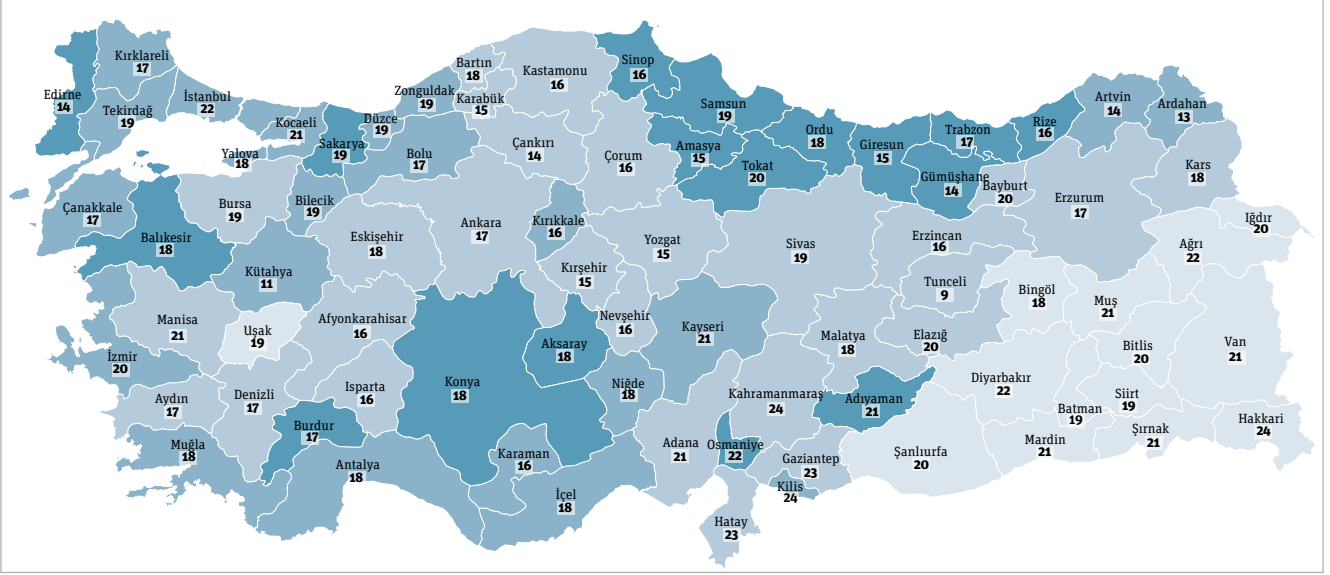 Kırklareli
17
Edirne
14
Tekirdağ
19
İstanbul
22
Kocaeli
21
Yalova
18
Sakarya
19
Düzce
19
Zonguldak
19
Bartın
18
Karabük
15
Kastamonu
16
Sinop
16
Samsun
19
Bolu
17
Çankırı
14
Çorum
16
Amasya
15
Tokat
20
Ordu
18
Giresun
15
Trabzon
17
Gümüşhane
14
Bayburt
20
Rize
16
Artvin
14
Ardahan
13
Kars
18
Erzurum
17
Iğdır
20
Ağrı
22
Çanakkale
17
Balıkesir
18
Bursa
19
Bilecik
19
Kütahya
11
Eskişehir
18
Ankara
17
Kırıkkale
16
Kırşehir
15
Yozgat
15
Sivas
19
Erzincan
16
Tunceli
9
Bingöl
18
Muş
21
Bitlis
20
Van
21
Manisa
21
Uşak
19
Afyonkarahisar
16
İzmir
20
Aydın
17
Denizli
17
Isparta
16
Burdur
17
Muğla
18
Antalya
18
Konya
18
Aksaray
18
Nevşehir
16
Kayseri
21
Niğde
18
Karaman
16
İçel
18
Adana
21
Osmaniye
22
Kahramanmaraş
24
Malatya
18
Elazığ
20
Adıyaman
21
Gaziantep
23
Kilis
24
Hatay
23
Şanlıurfa
20
Diyarbakır
22
Batman
19
Mardin
21
Siirt
19
Şırnak
21
Hakkari
24